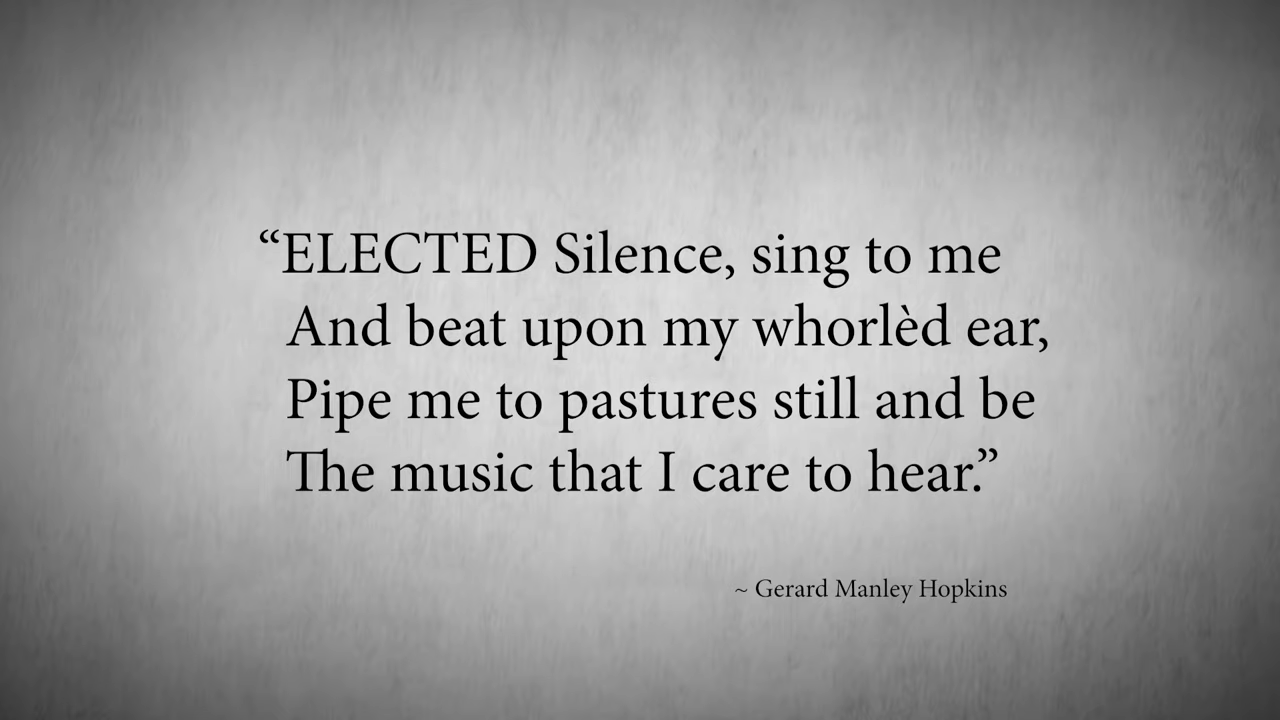 “ELECTED Silence, sing to me
And beat upon my whorlèd ear,
Pipe me to pastures still and be
The music that I care to hear.”
~ Gerard Manley Hopkins